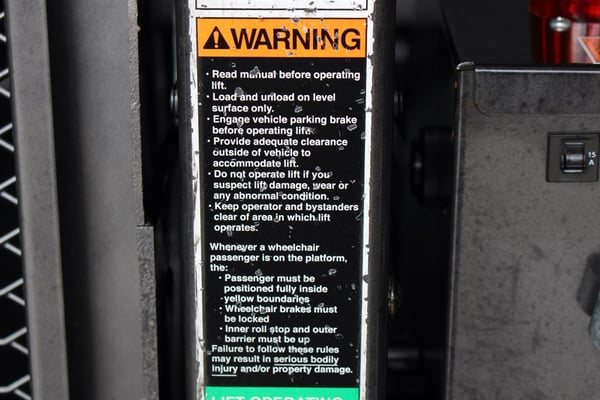 WARNING
• Read manual before operating
lift.
• Load and unload on level
surface only.
• Engage vehicle parking brake
before operating lift.
• Provide adequate clearance
outside of vehicle to
accommodate lift.
• Do not operate lift if you
suspect lift damage, wear or
any abnormal condition.
• Keep operator and bystanders
clear of area in which lift
operates.
Whenever a wheelchair
passenger is on the platform,
the:
• Passenger must be
positioned fully inside
yellow boundaries
• Wheelchair brakes must
be locked
• Inner roll stop and outer
barrier must be up
Failure to follow these rules
may result in serious bodily
injury and/or property damage.
LIFT OPERATING
15
A